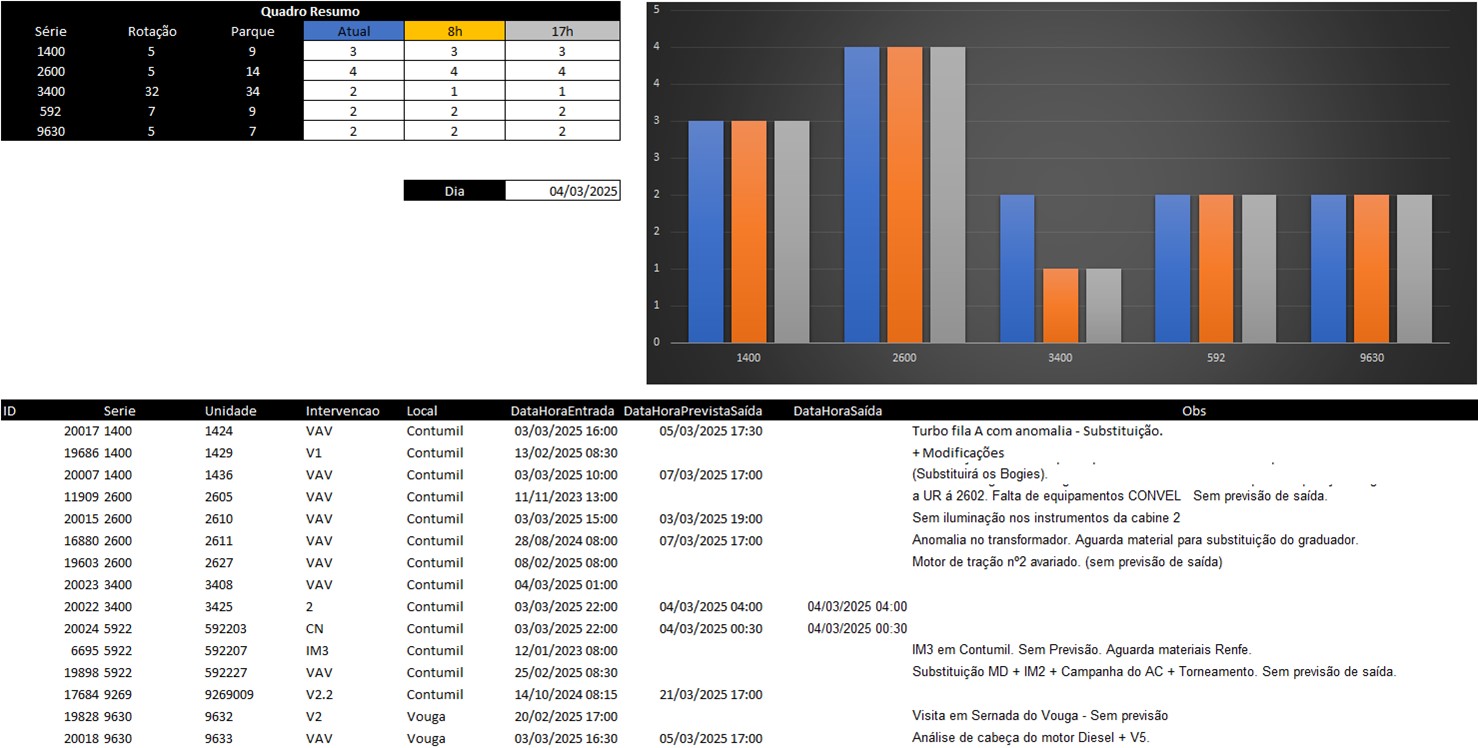 Quadro Resumo
Série Rotação Parque Atual 8h 17h
1400 5 9 3 3 3
2600 5 14 4 4 4
3400 32 34 2 1 1
592 7 9 2 2 2
9630 5 7 2 2 2
Dia 04/03/2025
5
4
4
3
3
2
2
1
1
0
1400 2600 3400 592 9630
ID Serie Unidade Intervencao Local DataHoraEntrada DataHoraPrevistaSaída DataHoraSaída Obs
20017 1400 1424 VAV Contumil 03/03/2025 16:00 05/03/2025 17:30 Turbo fila A com anomalia - Substituição.
19686 1400 1429 V1 Contumil 13/02/2025 08:30 + Modificações
20007 1400 1436 VAV Contumil 03/03/2025 10:00 07/03/2025 17:00 (Substituirá os Bogies).
11909 2600 2605 VAV Contumil 11/11/2023 13:00 a UR á 2602. Falta de equipamentos CONVEL Sem previsão de saída.
20015 2600 2610 VAV Contumil 03/03/2025 15:00 03/03/2025 19:00 Sem iluminação nos instrumentos da cabine 2
16880 2600 2611 VAV Contumil 28/08/2024 08:00 07/03/2025 17:00 Anomalia no transformador. Aguarda material para substituição do graduador.
19603 2600 2627 VAV Contumil 08/02/2025 08:00 Motor de tração nº2 avariado. (sem previsão de saída)
20023 3400 3408 VAV Contumil 04/03/2025 01:00
20022 3400 3425 2 Contumil 03/03/2025 22:00 04/03/2025 04:00 04/03/2025 04:00
20024 5922 592203 CN Contumil 03/03/2025 22:00 04/03/2025 00:30 04/03/2025 00:30
6695 5922 592207 IM3 Contumil 12/01/2023 08:00 IM3 em Contumil. Sem Previsão. Aguarda materiais Renfe.
19898 5922 592227 VAV Contumil 25/02/2025 08:30 Substituição MD + IM2 + Campanha do AC + Torneamento. Sem previsão de saída.
17684 9269 9269009 V2.2 Contumil 14/10/2024 08:15 21/03/2025 17:00
19828 9630 9632 V2 Vouga 20/02/2025 17:00 Visita em Sernada do Vouga - Sem previsão
20018 9630 9633 VAV Vouga 03/03/2025 16:30 05/03/2025 17:00 Análise de cabeça do motor Diesel + V5.